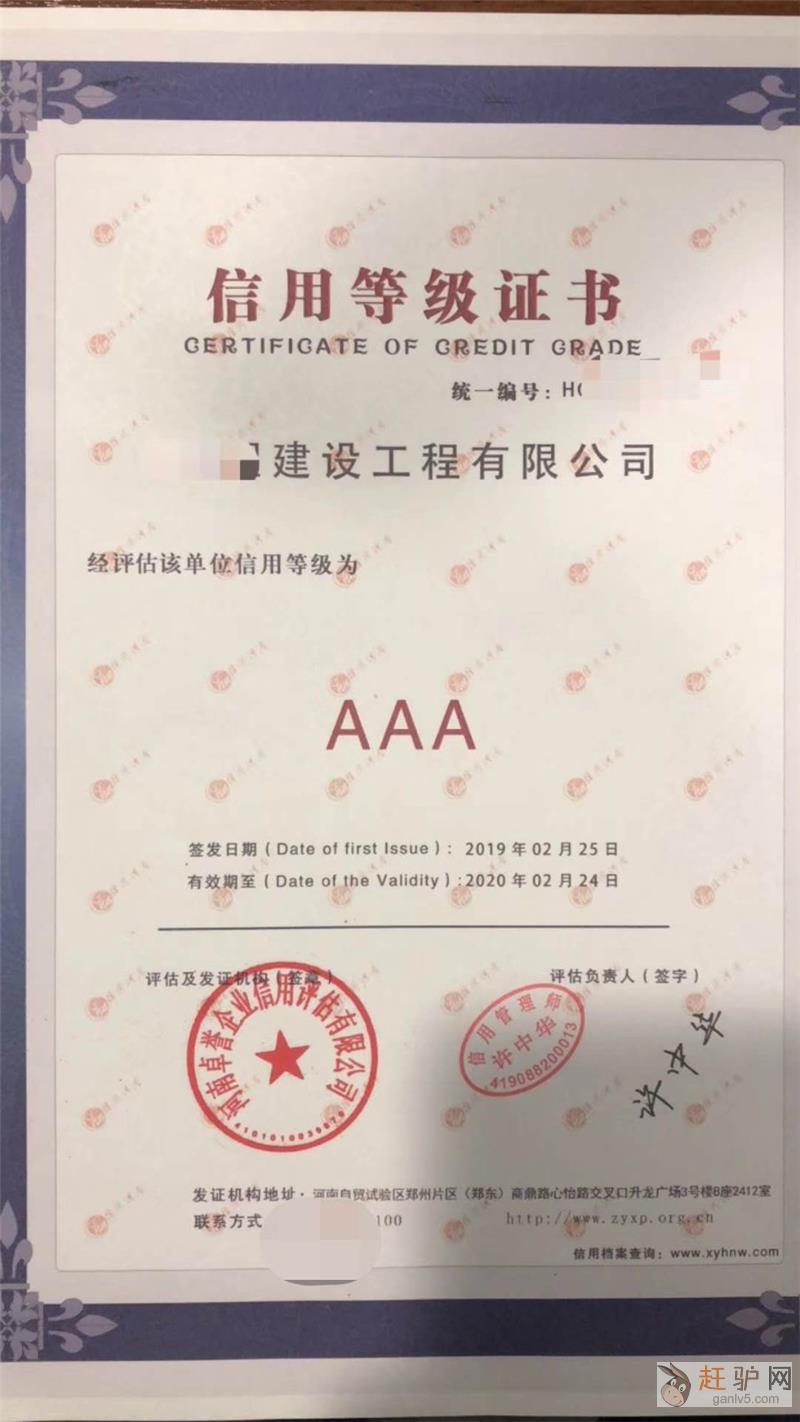 信用等级证书
CERTIFICATE OF CREDIT GRADE
统一编号：H
建设工程有限公司
经评估该单位信用等级为
AAA
签发日期（Date of first Issue）：2019 年 02 月 25 日
有效期至（Date of the Validity）：2020 年 02 月 24 日
评估及发证机构（签章）
评估负责人（签字）
河南卓誉企业信用评估有限公司
4101010039870
信用管理师
许中华
419088200013
许中华
发证机构地址：河南自贸试验区郑州片区（郑东）商鼎路心怡路交叉口升龙广场3号楼B座2412室
联系方式 100 http://www.zyxp.org.cn
信用档案查询：www.xyhnw.com
赶驴网
ganlv5.com